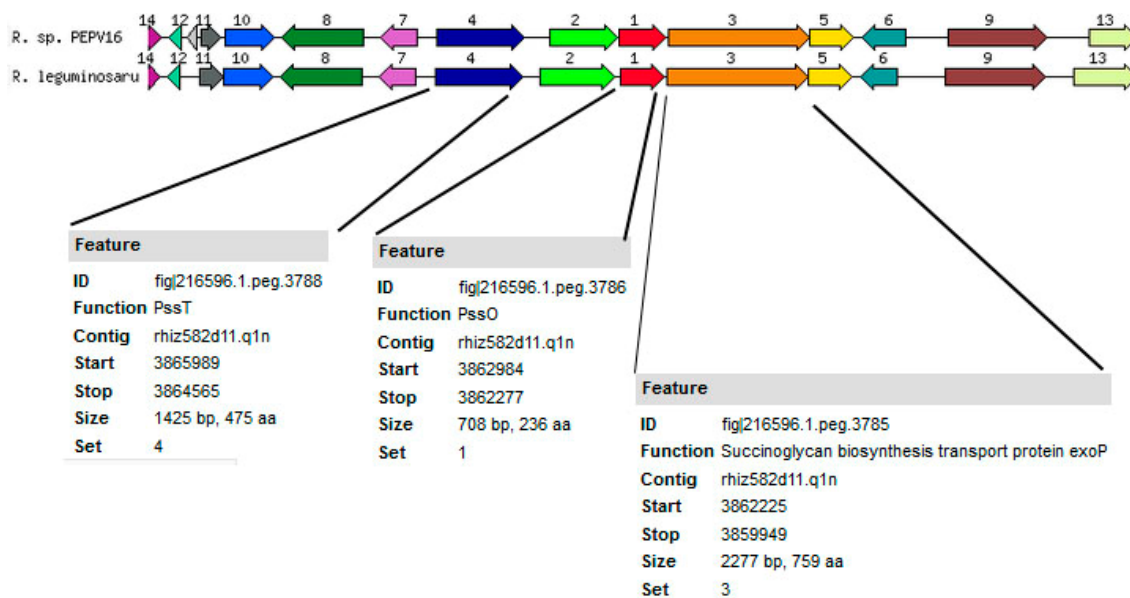 14 12 11 10 8 7 4 2 1 3 5 6 9 13
R. sp. PEPV16
14 12 11 10 8 7 4 2 1 3 5 6 9 13
R. leguminosaru
Feature
ID fig|216596.1.peg.3788
Function PssT
Contig rhiz582d11.q1n
Start 3865989
Stop 3864565
Size 1425 bp, 475 aa
Set 4
Feature
ID fig|216596.1.peg.3786
Function PssO
Contig rhiz582d11.q1n
Start 3862984
Stop 3862277
Size 708 bp, 236 aa
Set 1
Feature
ID fig|216596.1.peg.3785
Function Succinoglycan biosynthesis transport protein exoP
Contig rhiz582d11.q1n
Start 3862225
Stop 3859949
Size 2277 bp, 759 aa
Set 3